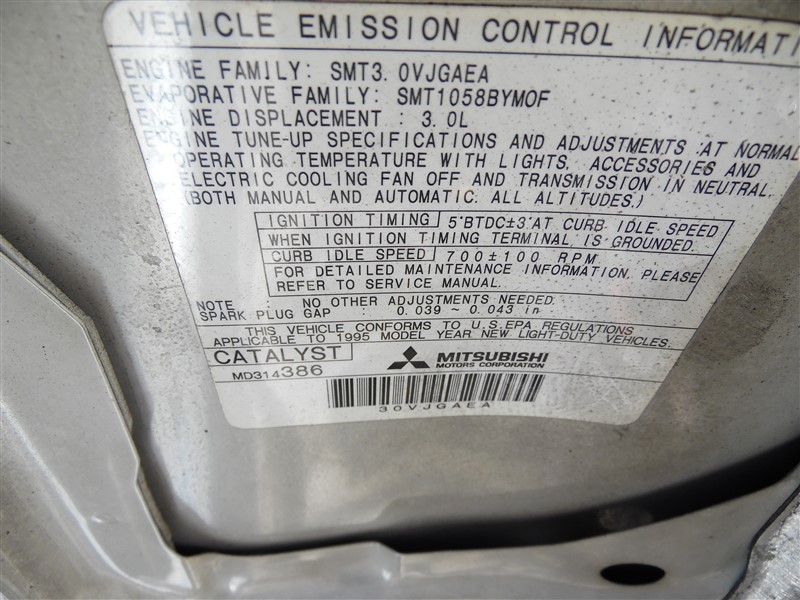 VEHICLE EMISSION CONTROL INFORMATI
ENGINE FAMILY: SMT3.0VJGAEA
EVAPORATIVE FAMILY: SMT1058BYMOF
ENGINE DISPLACEMENT : 3.0L
ENGINE TUNE-UP SPECIFICATIONS AND ADJUSTMENTS AT NORMAL
OPERATING TEMPERATURE WITH LIGHTS, ACCESSORIES AND
ELECTRIC COOLING FAN OFF AND TRANSMISSION IN NEUTRAL.
(BOTH MANUAL AND AUTOMATIC. ALL ALTITUDES.)
IGNITION TIMING 5°BTDC±3°AT CURB IDLE SPEED
WHEN IGNITION TIMING TERMINAL IS GROUNDED.
CURB IDLE SPEED 700±100 RPM
FOR DETAILED MAINTENANCE INFORMATION, PLEASE
REFER TO SERVICE MANUAL.
NOTE : NO OTHER ADJUSTMENTS NEEDED.
SPARK PLUG GAP : 0.039 ~ 0.043 in
THIS VEHICLE CONFORMS TO U.S.EPA REGULATIONS
APPLICABLE TO 1995 MODEL YEAR NEW LIGHT-DUTY VEHICLES.
CATALYST MITSUBISHI
MOTORS CORPORATION
MD314386
30VJGAEA